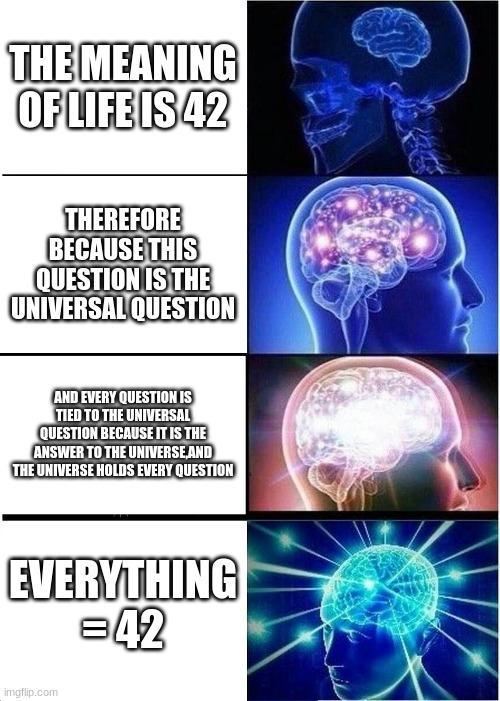 THE MEANING
OF LIFE IS 42
THEREFORE
BECAUSE THIS
QUESTION IS THE
UNIVERSAL QUESTION
AND EVERY QUESTION IS
TIED TO THE UNIVERSAL
QUESTION BECAUSE IT IS THE
ANSWER TO THE UNIVERSE,AND
THE UNIVERSE HOLDS EVERY QUESTION
EVERYTHING
= 42
imgflip.com